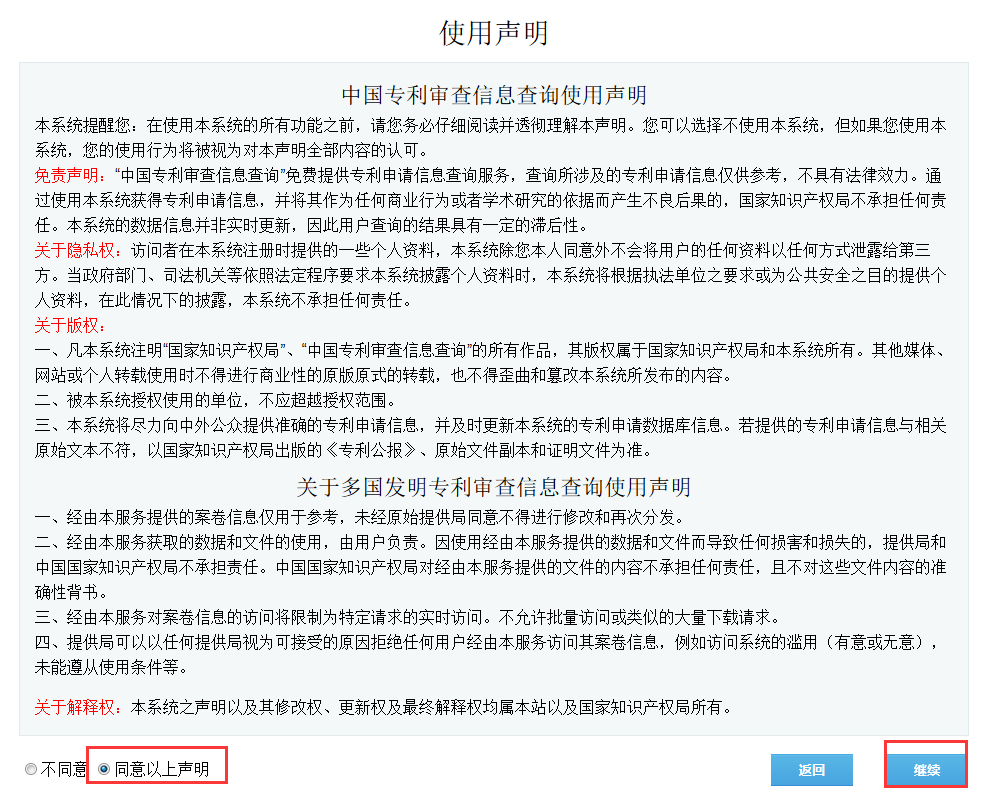 使用声明
中国专利审查信息查询使用声明
本系统提醒您：在使用本系统的所有功能之前，请您务必仔细阅读并透彻理解本声明。您可以选择不使用本系统，但如果您使用本
系统，您的使用行为将被视为对本声明全部内容的认可。
免责声明：“中国专利审查信息查询”免费提供专利申请信息查询服务，查询所涉及的专利申请信息仅供参考，不具有法律效力。通
过使用本系统获得专利申请信息，并将其作为任何商业行为或者学术研究的依据而产生不良后果的，国家知识产权局不承担任何责
任。本系统的数据信息并非实时更新，因此用户查询的结果具有一定的滞后性。
关于隐私权：访问者在本系统注册时提供的一些个人资料，本系统除您本人同意外不会将用户的任何资料以任何方式泄露给第三
方。当政府部门、司法机关等依照法定程序要求本系统披露个人资料时，本系统将根据执法单位之要求或为公共安全之目的提供个
人资料，在此情况下的披露，本系统不承担任何责任。
关于版权：
一、凡本系统注明“国家知识产权局”、“中国专利审查信息查询”的所有作品，其版权属于国家知识产权局和本系统所有。其他媒体、
网站或个人转载使用时不得进行商业性的原版原式的转载，也不得歪曲和篡改本系统所发布的内容。
二、被本系统授权使用的单位，不应超越授权范围。
三、本系统将尽力向中外公众提供准确的专利申请信息，并及时更新本系统的专利申请数据库信息。若提供的专利申请信息与相关
原始文本不符，以国家知识产权局出版的《专利公报》、原始文件副本和证明文件为准。
关于多国发明专利审查信息查询使用声明
一、经由本服务提供的案卷信息仅用于参考，未经原始提供局同意不得进行修改和再次分发。
二、经由本服务获取的数据和文件的使用，由用户负责。因使用经由本服务提供的数据和文件而导致任何损害和损失的，提供局和
中国国家知识产权局不承担责任。中国国家知识产权局对经由本服务提供的文件的内容不承担任何责任，且不对这些文件内容的准
确性背书。
三、经由本服务对案卷信息的访问将限制为特定请求的实时访问。不允许批量访问或类似的大量下载请求。
四、提供局可以以任何提供局视为可接受的原因拒绝任何用户经由本服务访问其案卷信息，例如访问系统的滥用（有意或无意），
未能遵从使用条件等。
关于解释权：本系统之声明以及其修改权、更新权及最终解释权均属本站以及国家知识产权局所有。
不同意 同意以上声明 返回 继续